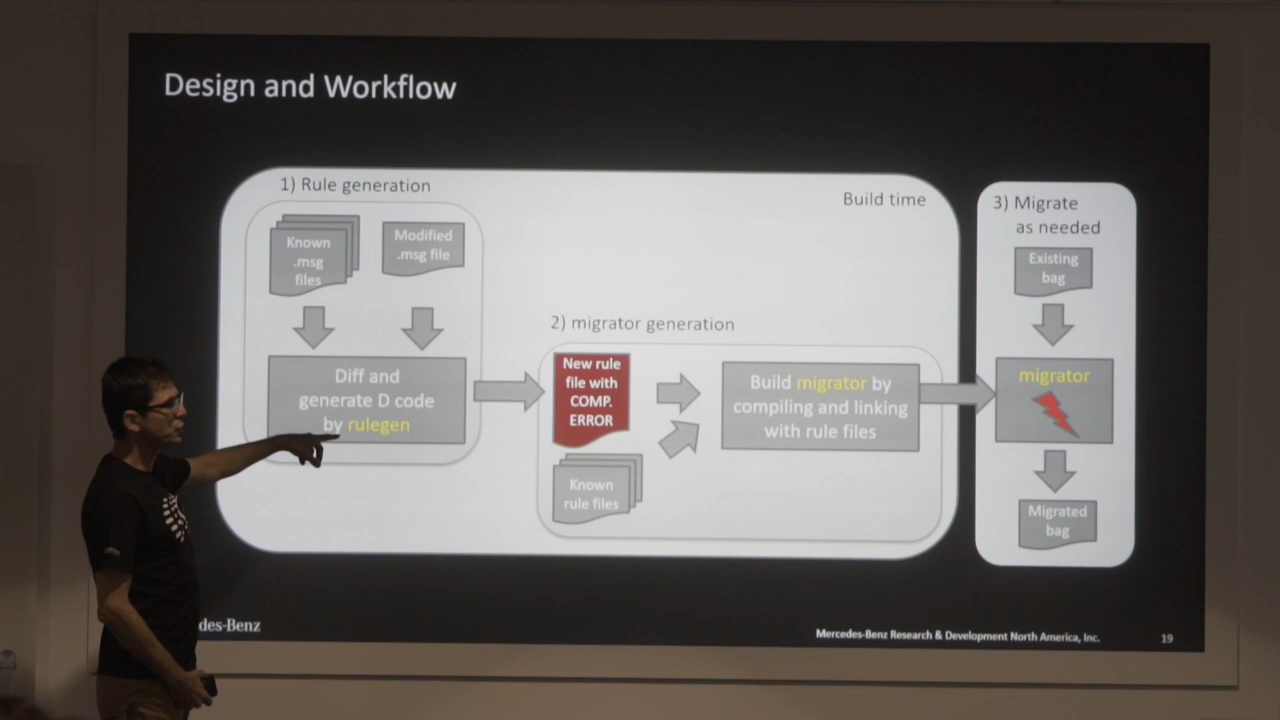 Design and Workflow
1) Rule generation
Build time
Known
.msg
files
Modified
.msg file
Diff and
generate D code
by rulegen
2) migrator generation
New rule
file with
COMP.
ERROR
Known
rule files
Build migrator by
compiling and linking
with rule files
3) Migrate
as needed
Existing
bag
migrator
Migrated
bag
des-Benz
Mercedes-Benz Research & Development North America, Inc.
19